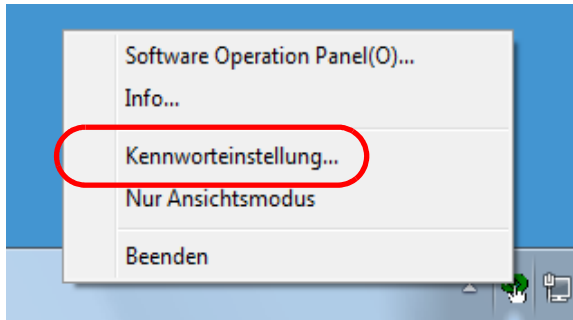 Software Operation Panel(O)...
Info...
Kennworteinstellung...
Nur Ansichtsmodus
Beenden